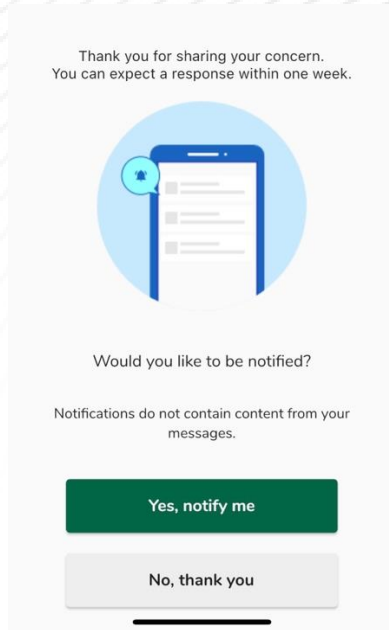 Thank you for sharing your concern.
You can expect a response within one week.
Would you like to be notified?
Notifications do not contain content from your
messages.
Yes, notify me
No, thank you